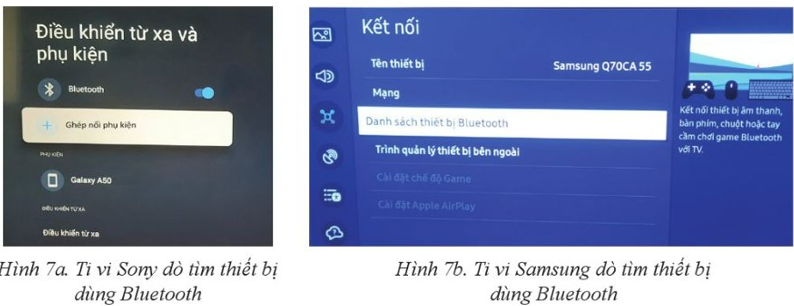 Điều khiển từ xa và
phụ kiện
Bluetooth
Ghép nối phụ kiện
PHỤ KIỆN
Galaxy A50
ĐIỀU KHIỂN TỪ XA
Điều khiển từ xa
Hình 7a. Ti vi Sony dò tìm thiết bị
dùng Bluetooth
Kết nối
Tên thiết bị Samsung Q70CA 55
Mạng
Danh sách thiết bị Bluetooth
Trình quản lý thiết bị bên ngoài
Cài đặt chế độ Game
Cài đặt Apple AirPlay
Kết nối thiết bị âm thanh,
bàn phím, chuột hoặc tay
cầm chơi game Bluetooth
với TV.
Hình 7b. Ti vi Samsung dò tìm thiết bị
dùng Bluetooth